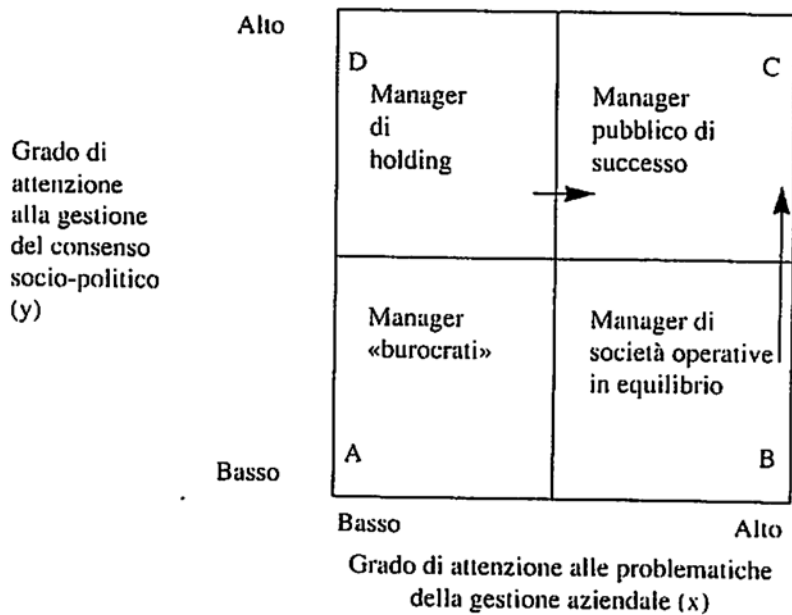 Alto
D
C
Manager
di
holding
Manager
pubblico di
successo
Grado di
attenzione
alla gestione
del consenso
socio-politico
(y)
Manager
«burocrati»
Manager di
società operative
in equilibrio
A
B
Basso
Basso
Alto
Grado di attenzione alle problematiche
della gestione aziendale (x)